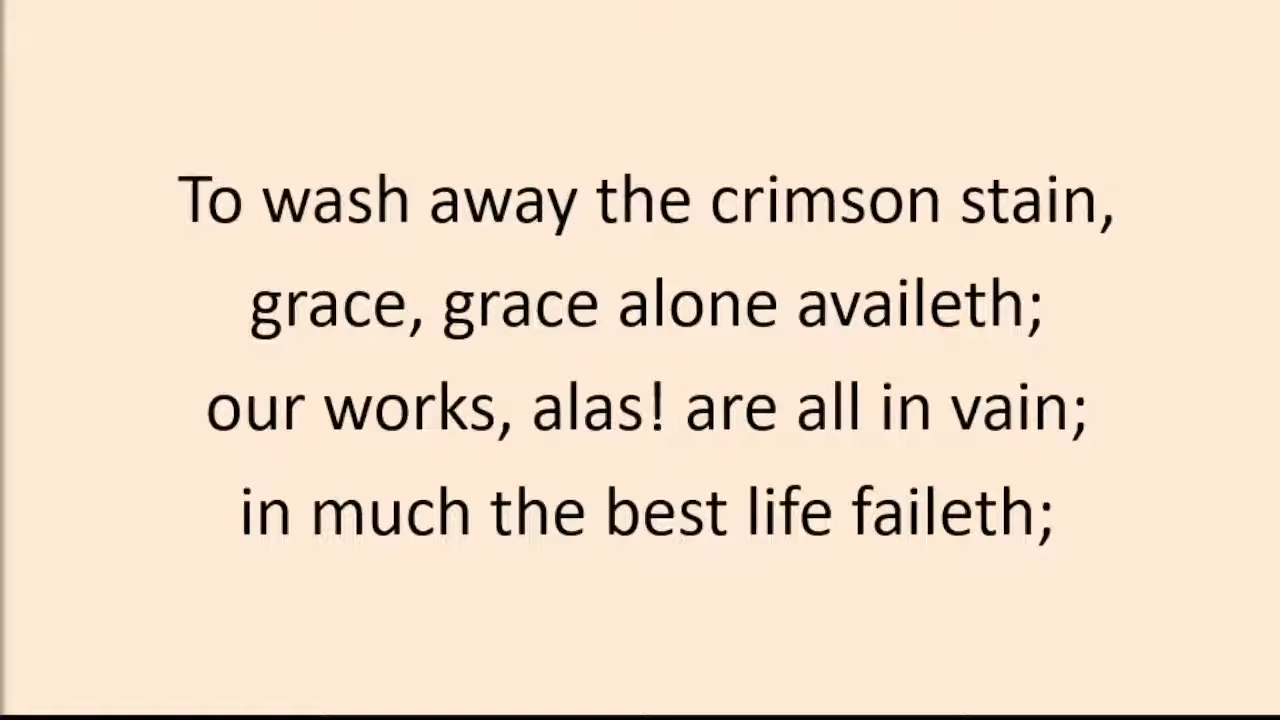 To wash away the crimson stain,
grace, grace alone availeth;
our works, alas! are all in vain;
in much the best life faileth;